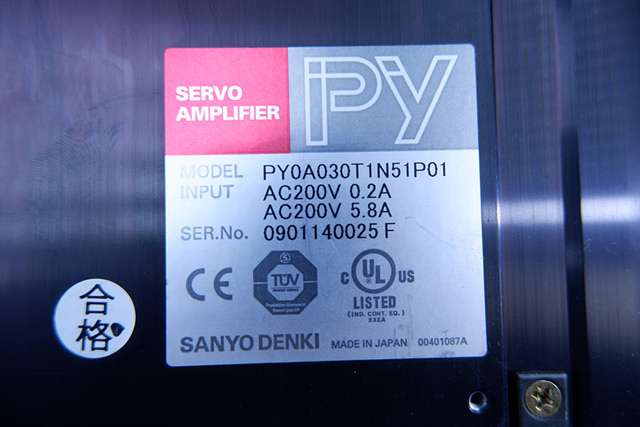 SERVO
AMPLIFIER
PY
MODEL PY0A030T1N51P01
INPUT AC200V 0.2A
AC200V 5.8A
SER.No. 0901140025 F
CE
TÜV
C UL US
LISTED
(IND. CONT. EQ.)
33XA
SANYO DENKI MADE IN JAPAN 00401087A
合
格